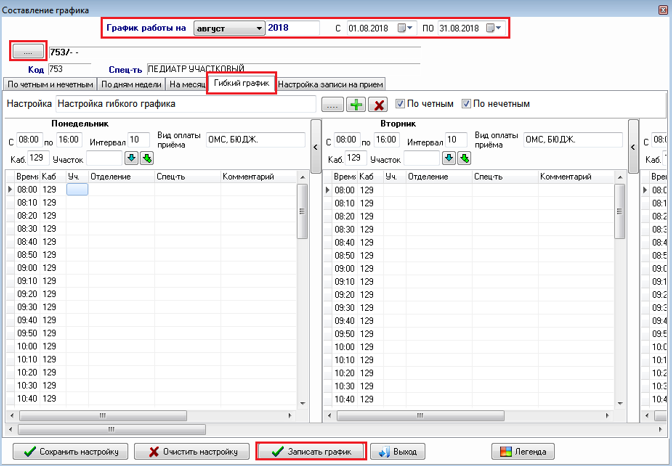 Составление графика
График работы на август 2018 С 01.08.2018 ПО 31.08.2018
.... 753/- -
Код 753 Спец-ть ПЕДИАТР УЧАСТКОВЫЙ
По четным и нечетным По дням недели На месяц Гибкий график Настройка записи на прием
Настройка Настройка гибкого графика .... По четным По нечетным
Понедельник Вторник
С 08:00 по 16:00 Интервал 10 Вид оплаты приёма ОМС, БЮДЖ. < С 08:00 по 16:00 Интервал 10 Вид оплаты приёма ОМС, БЮДЖ. <
Каб. 129 Участок Каб. 129 Участок
Время Каб Уч. Отделение Спец-ть Комментарий Время Каб Уч. Отделение Спец-ть Комментарий
08:00 129 08:00 129
08:10 129 08:10 129
08:20 129 08:20 129
08:30 129 08:30 129
08:40 129 08:40 129
08:50 129 08:50 129
09:00 129 09:00 129
09:10 129 09:10 129
09:20 129 09:20 129
09:30 129 09:30 129
09:40 129 09:40 129
09:50 129 09:50 129
10:00 129 10:00 129
10:10 129 10:10 129
10:20 129 10:20 129
10:30 129 10:30 129
10:40 129 10:40 129
Сохранить настройку Очистить настройку Записать график Выход Легенда